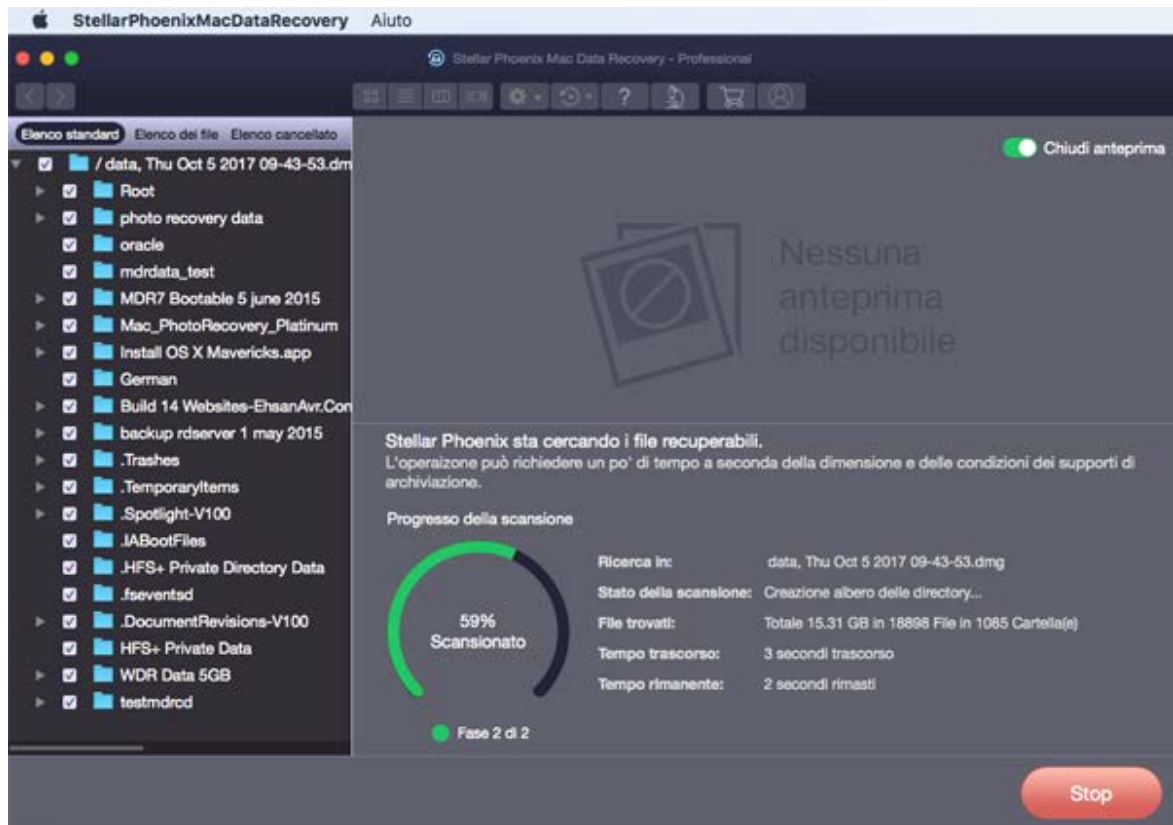 StellarPhoenixMacDataRecovery Aiuto
Stellar Phoenix Mac Data Recovery - Professional
?
Elenco standard Elenco dei file Elenco cancellato
/ data, Thu Oct 5 2017 09-43-53.dm
Root
photo recovery data
oracle
mdrdata_test
MDR7 Bootable 5 june 2015
Mac_PhotoRecovery_Platinum
Install OS X Mavericks.app
German
Build 14 Websites-EhsanAvr.Con
backup rdserver 1 may 2015
.Trashes
.TemporaryItems
.Spotlight-V100
.IABootFiles
.HFS+ Private Directory Data
.fseventsd
.DocumentRevisions-V100
HFS+ Private Data
WDR Data 5GB
testmdrcd
Chiudi anteprima
Nessuna
anteprima
disponibile
Stellar Phoenix sta cercando i file recuperabili.
L'operaizone può richiedere un po' di tempo a seconda della dimensione e delle condizioni dei supporti di
archiviazione.
Progresso della scansione
59%
Scansionato
Fase 2 di 2
Ricerca in: data, Thu Oct 5 2017 09-43-53.dmg
Stato della scansione: Creazione albero delle directory...
File trovati: Totale 15.31 GB in 18898 File in 1085 Cartella(e)
Tempo trascorso: 3 secondi trascorso
Tempo rimanente: 2 secondi rimasti
Stop